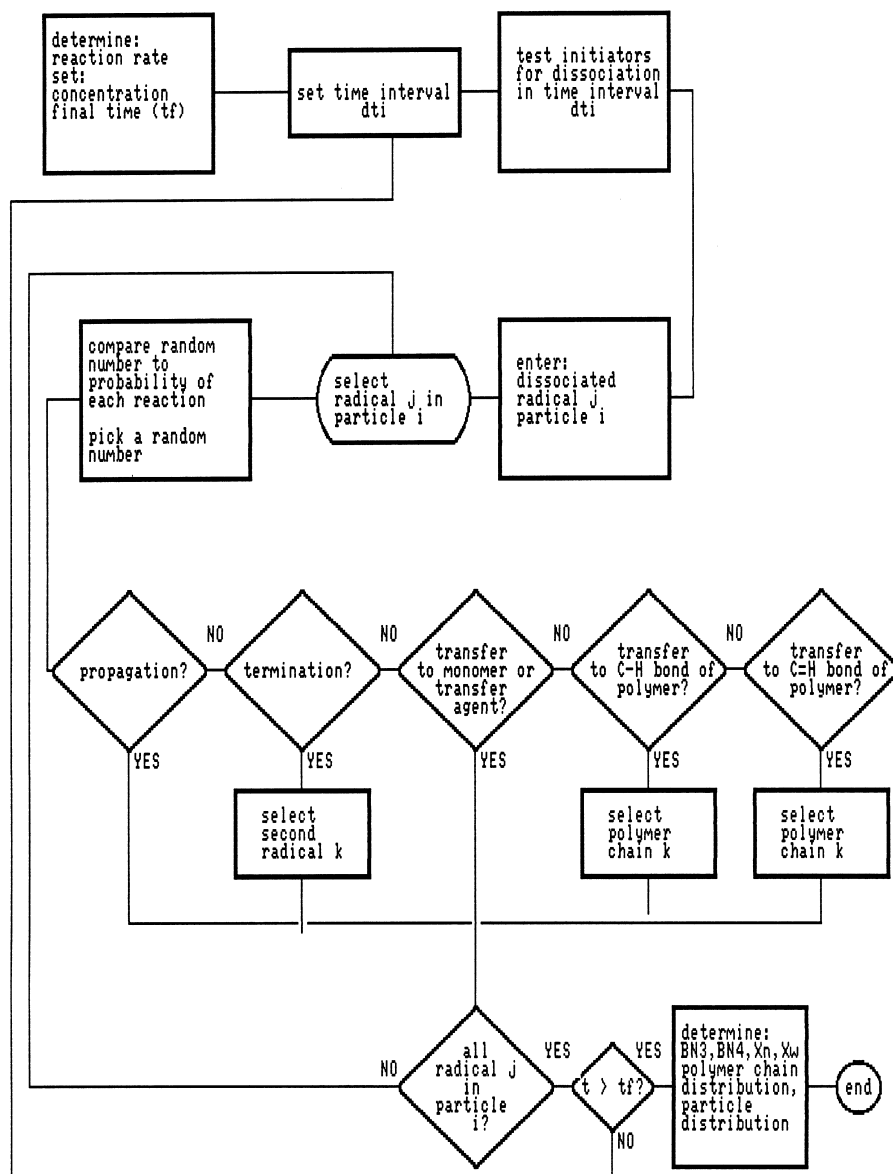 determine:
reaction rate
set:
concentration
final time (tf)
set time interval
dti
test initiators
for dissociation
in time interval
dti
compare random
number to
probability of
each reaction
pick a random
number
select
radical j in
particle i
enter:
dissociated
radical j
particle i
propagation?
NO
termination?
NO
transfer
to monomer or
transfer
agent?
NO
transfer
to C-H bond of
polymer?
NO
transfer
to C=H bond of
polymer?
YES
YES
YES
YES
YES
select
second
radical k
select
polymer
chain k
select
polymer
chain k
NO
all
radical j
in
particle
i?
YES
t > tf?
YES
NO
determine:
BN3,BN4,Xn,Xw
polymer chain
distribution,
particle
distribution
end